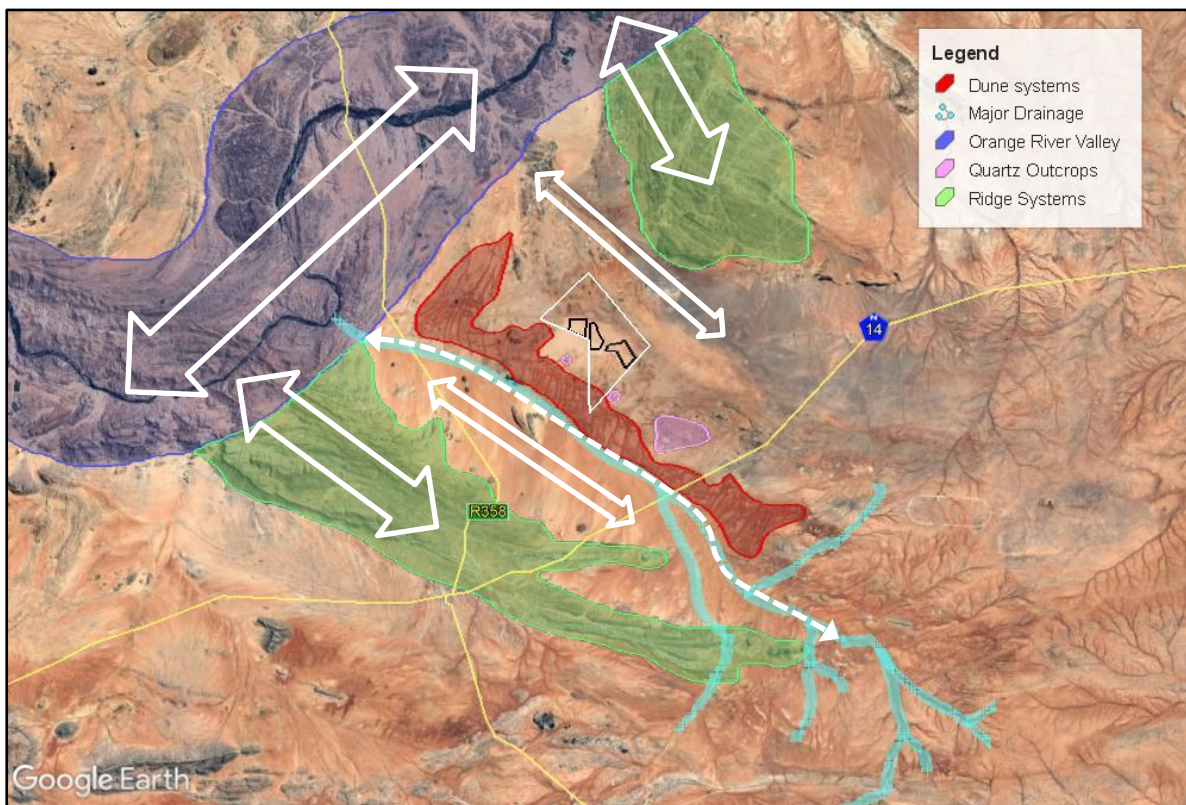 Legend
Dune systems
Major Drainage
Orange River Valley
Quartz Outcrops
Ridge Systems
N
14
R358
Google Earth